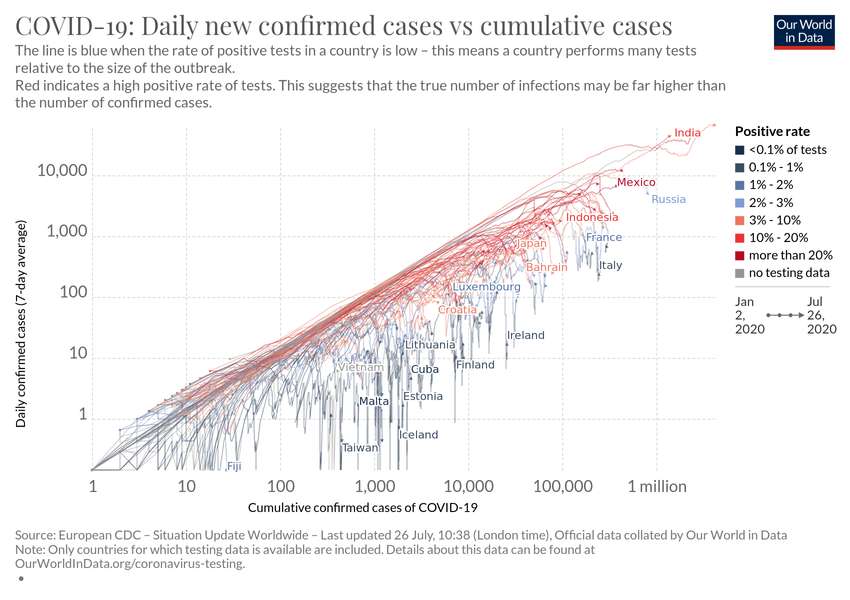 COVID-19: Daily new confirmed cases vs cumulative cases
Our World
in Data
The line is blue when the rate of positive tests in a country is low – this means a country performs many tests
relative to the size of the outbreak.
Red indicates a high positive rate of tests. This suggests that the true number of infections may be far higher than
the number of confirmed cases.
Daily confirmed cases (7-day average)
10,000
1,000
100
10
1
India
Mexico
Russia
Indonesia
France
Japan
Italy
Bahrain
Luxembourg
Croatia
Ireland
Lithuania
Finland
Vietnam
Cuba
Estonia
Malta
Iceland
Taiwan
Fiji
1
10
100
1,000
10,000
100,000
1 million
Cumulative confirmed cases of COVID-19
Positive rate
<0.1% of tests
0.1% - 1%
1% - 2%
2% - 3%
3% - 10%
10% - 20%
more than 20%
no testing data
Jan
2,
2020
Jul
26,
2020
Source: European CDC – Situation Update Worldwide – Last updated 26 July, 10:38 (London time), Official data collated by Our World in Data
Note: Only countries for which testing data is available are included. Details about this data can be found at
OurWorldInData.org/coronavirus-testing.